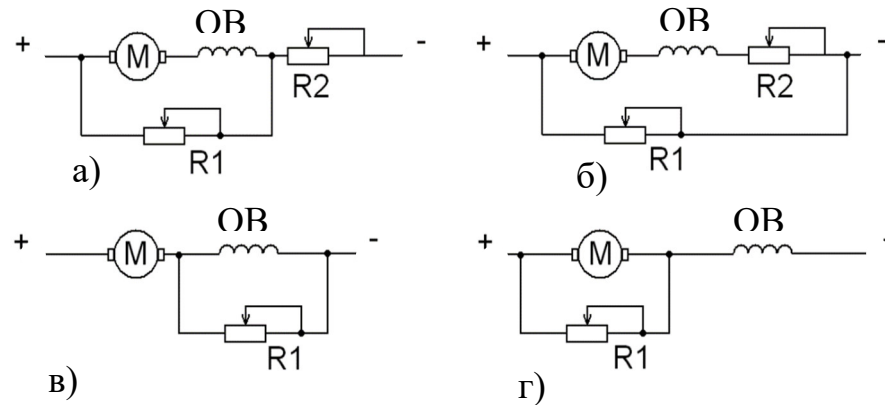 ОВ
+ М -
R2
R1
а)
ОВ
+ М -
R2
R1
б)
ОВ
+ М -
R1
в)
ОВ
+ М -
R1
г)